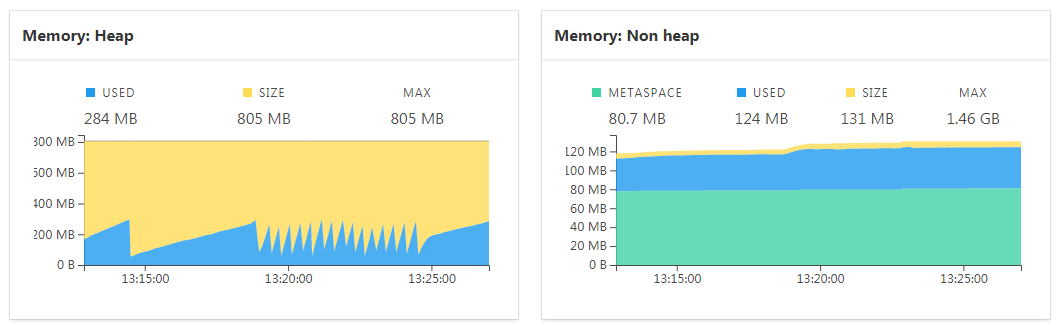 Memory: Heap
USED SIZE MAX
284 MB 805 MB 805 MB
800 MB
600 MB
400 MB
200 MB
0 B
13:15:00 13:20:00 13:25:00
Memory: Non heap
METASPACE USED SIZE MAX
80.7 MB 124 MB 131 MB 1.46 GB
120 MB
100 MB
80 MB
60 MB
40 MB
20 MB
0 B
13:15:00 13:20:00 13:25:00